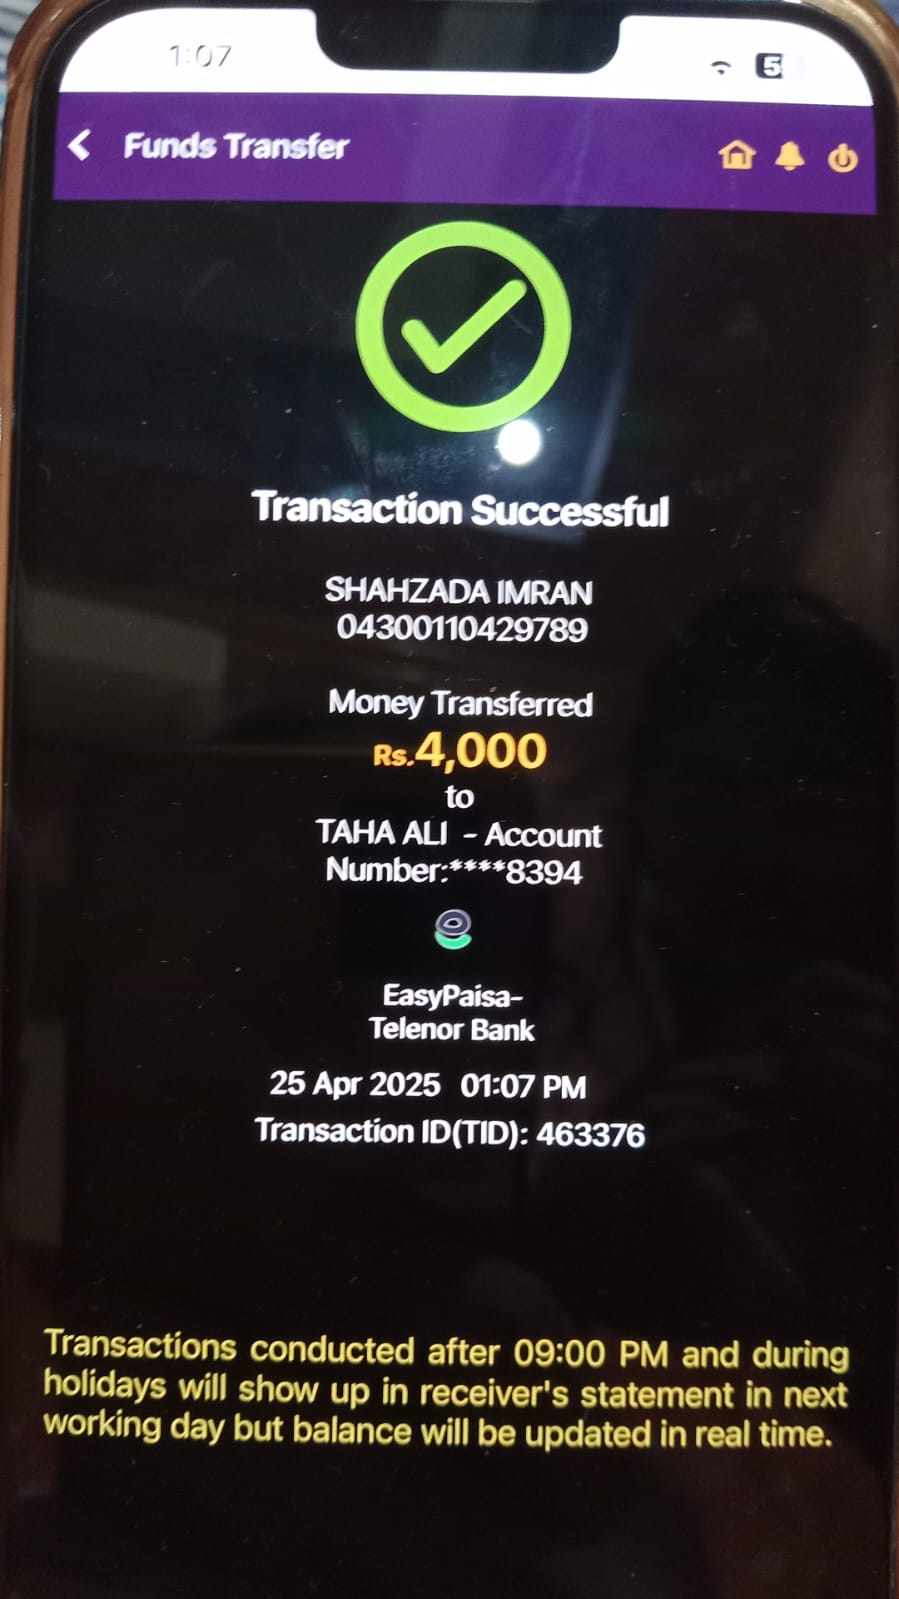 1:07
5
Funds Transfer
Transaction Successful
SHAHZADA IMRAN
04300110429789
Money Transferred
Rs.4,000
to
TAHA ALI - Account
Number:****8394
EasyPaisa-
Telenor Bank
25 Apr 2025 01:07 PM
Transaction ID(TID): 463376
Transactions conducted after 09:00 PM and during
holidays will show up in receiver's statement in next
working day but balance will be updated in real time.